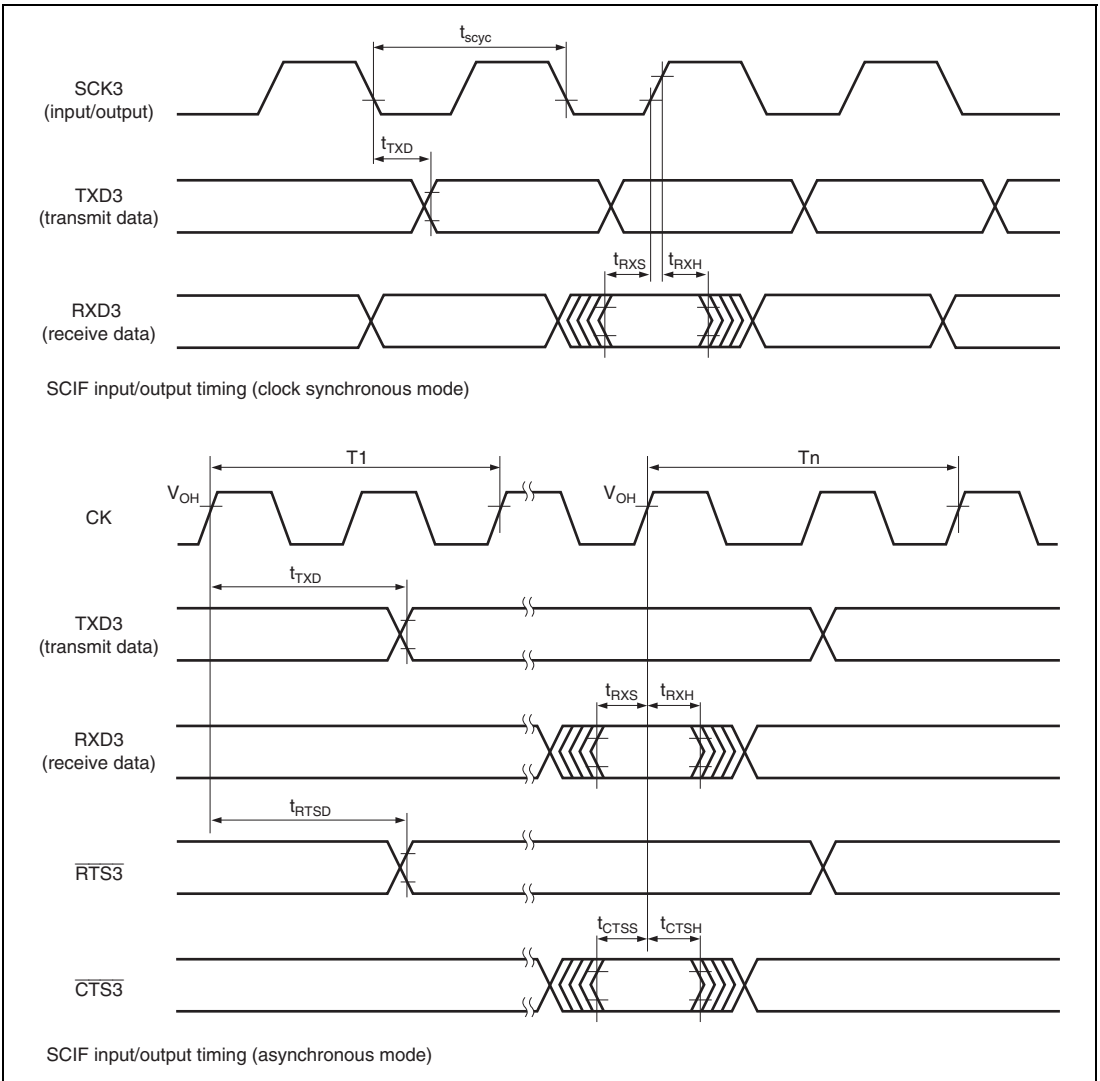 tscyc
SCK3
(input/output)
tTXD
TXD3
(transmit data)
tRXS tRXH
RXD3
(receive data)
SCIF input/output timing (clock synchronous mode)
T1 Tn
VOH VOH
CK
tTXD
TXD3
(transmit data)
tRXS tRXH
RXD3
(receive data)
tRTSD
RTS3
tCTSS tCTSH
CTS3
SCIF input/output timing (asynchronous mode)